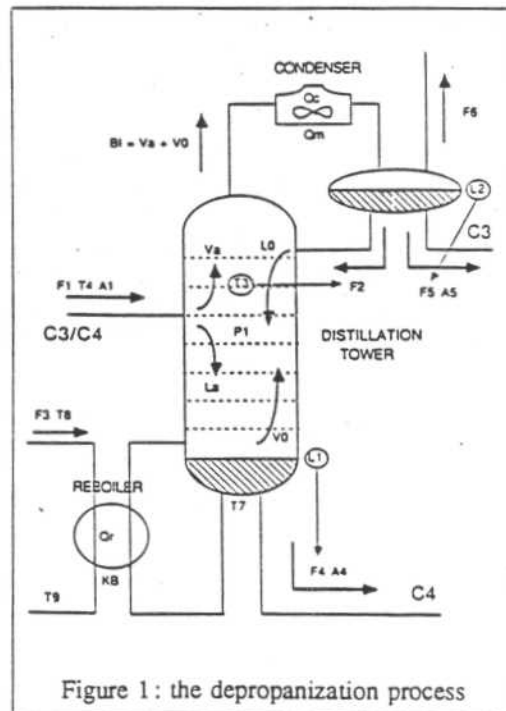 CONDENSER
Qc
Qm
F6
BI = Va + V0
L2
C3
Va
L0
T3
F2
P
F5 A5
F1 T4 A1
C3/C4
P1
DISTILLATION
TOWER
La
F3 T8
V0
L1
REBOILER
T7
Qr
KB
F4 A4
T9
C4
Figure 1 : the depropanization process